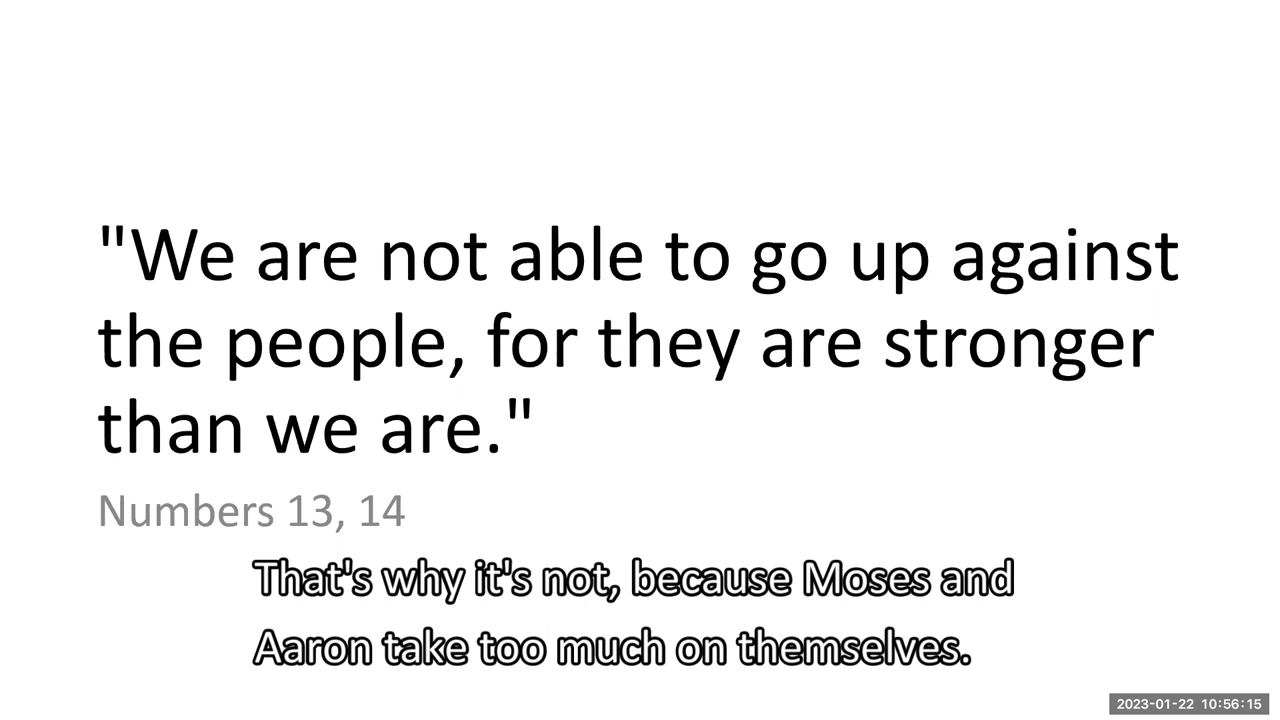 "We are not able to go up against
the people, for they are stronger
than we are."
Numbers 13, 14
That's why it's not, because Moses and
Aaron take too much on themselves.
2023-01-22 10:56:15